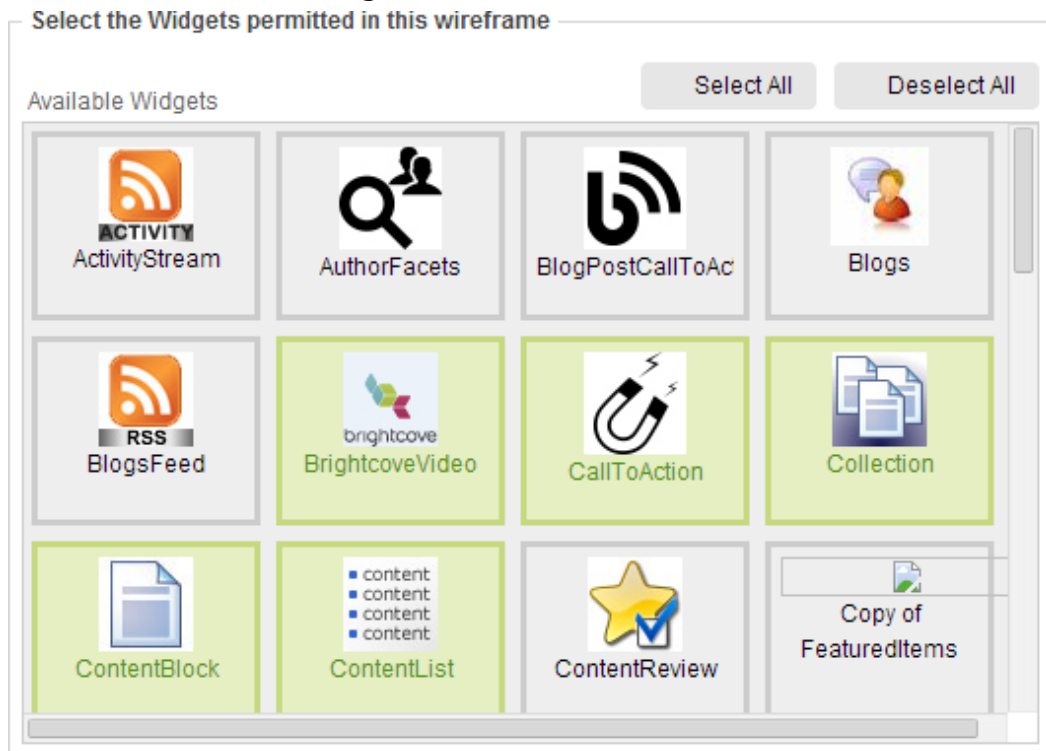 Select the Widgets permitted in this wireframe
Select All
Deselect All
Available Widgets
ACTIVITY
ActivityStream
AuthorFacets
BlogPostCallToAc
Blogs
RSS
BlogsFeed
brightcove
BrightcoveVideo
CallToAction
Collection
ContentBlock
content
content
content
content
ContentList
ContentReview
Copy of
FeaturedItems